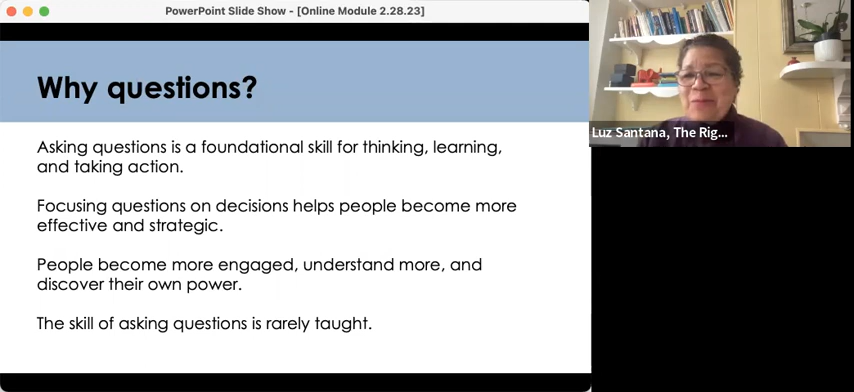 PowerPoint Slide Show - [Online Module 2.28.23]
Why questions?
Asking questions is a foundational skill for thinking, learning,
and taking action.
Focusing questions on decisions helps people become more
effective and strategic.
People become more engaged, understand more, and
discover their own power.
The skill of asking questions is rarely taught.
Luz Santana, The Rig...